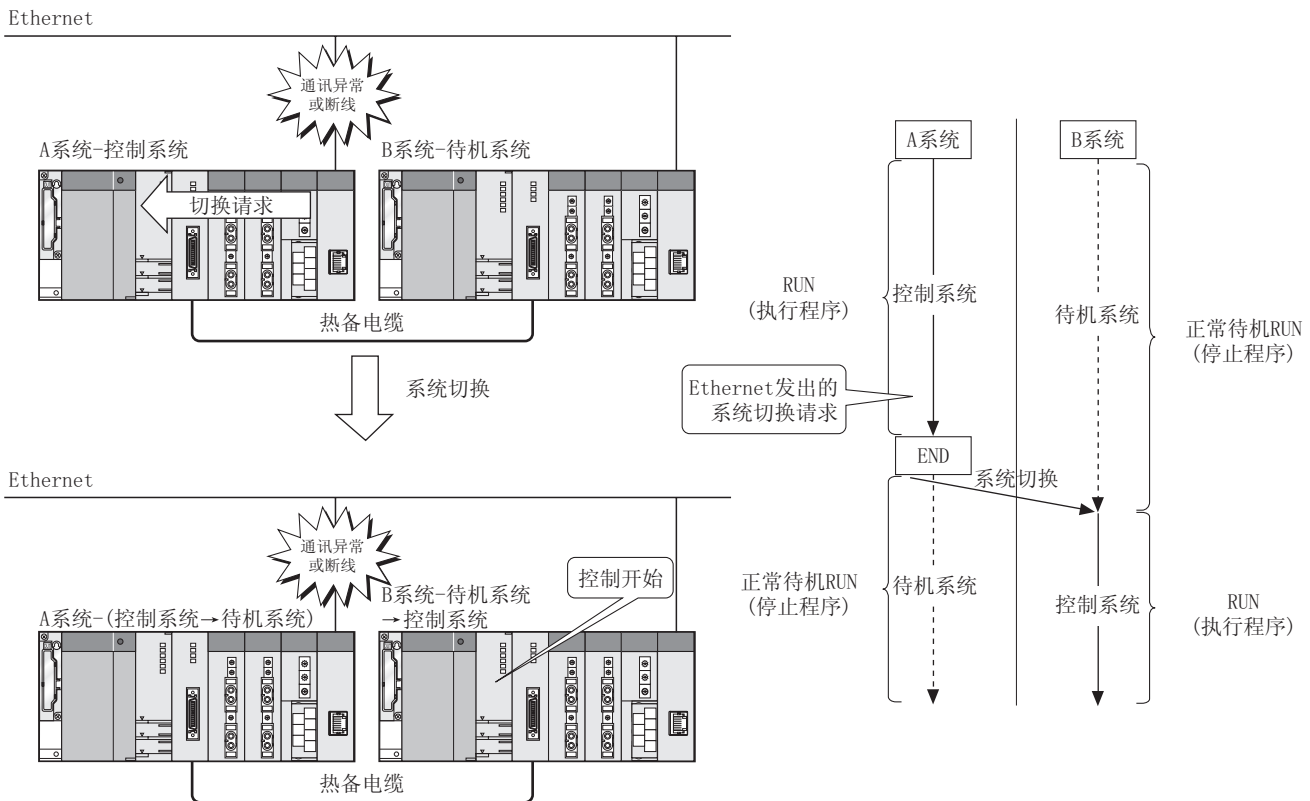 Ethernet
通讯异常
或断线
A系统-控制系统
B系统-待机系统
切换请求
热备电缆
系统切换
Ethernet
通讯异常
或断线
控制开始
A系统-(控制系统→待机系统)
B系统-待机系统
→控制系统
热备电缆
A系统
B系统
RUN
(执行程序)
控制系统
待机系统
正常待机RUN
(停止程序)
Ethernet发出的
系统切换请求
END
系统切换
正常待机RUN
(停止程序)
待机系统
控制系统
RUN
(执行程序)